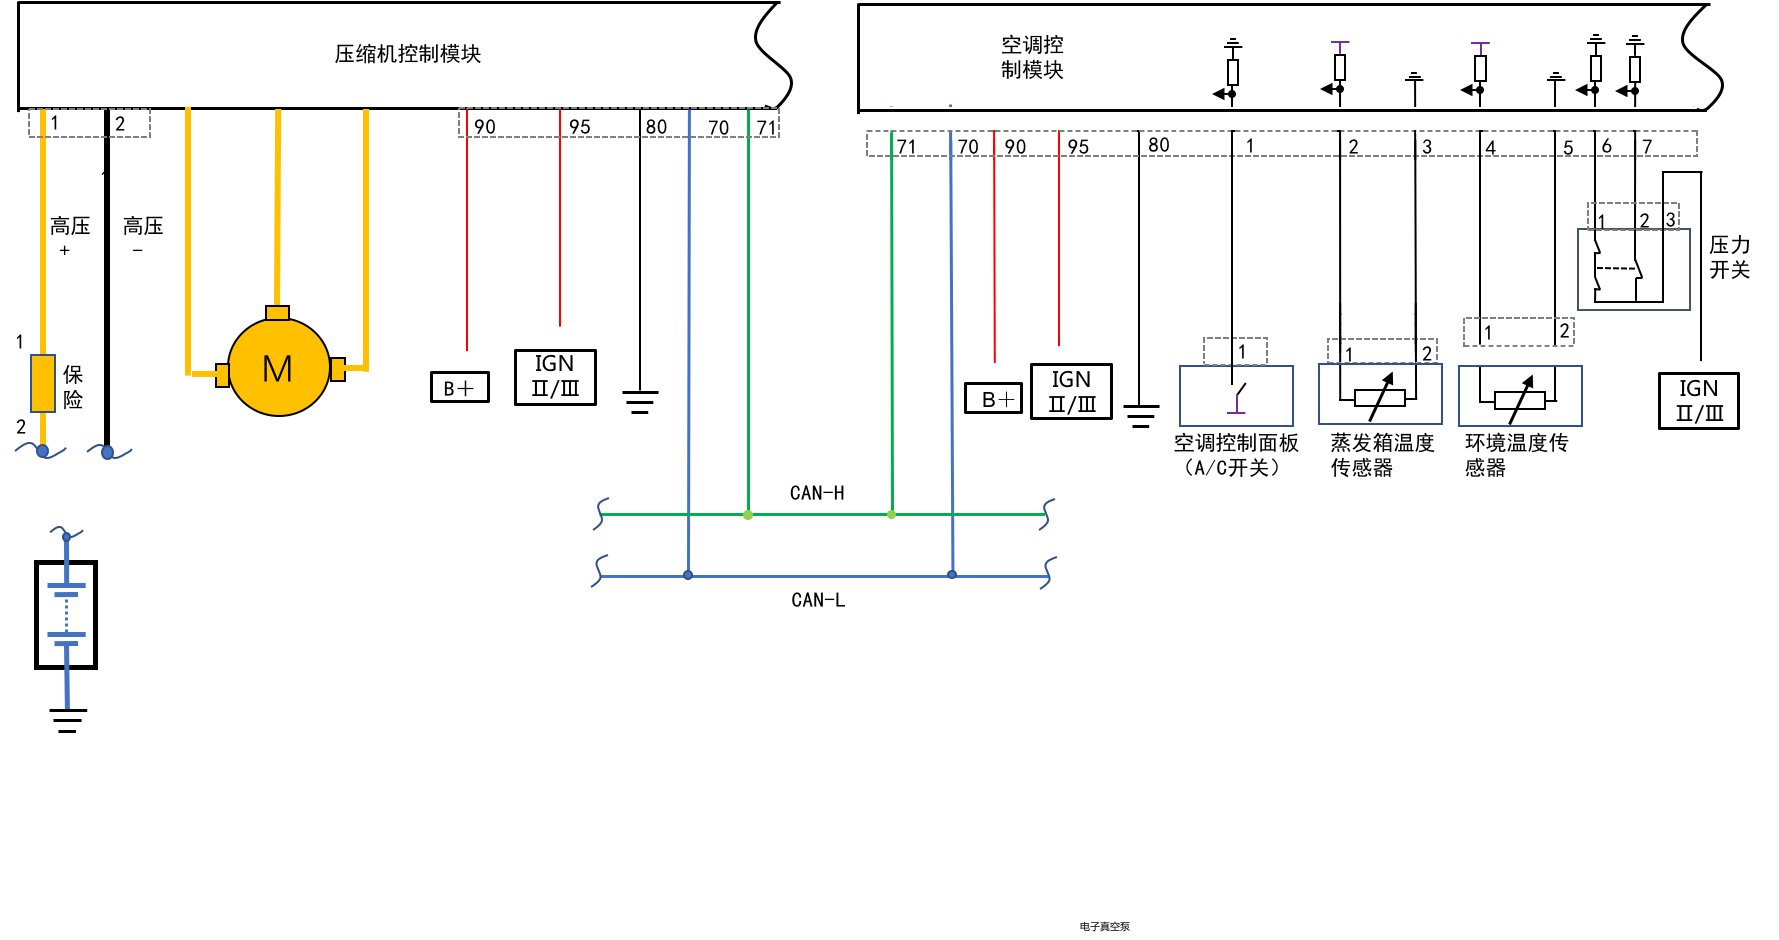 压缩机控制模块
空调控
制模块
1
2
90
95
80
70
71
71
70
90
95
80
1
2
3
4
5
6
7
高压
+
高压
-
1
2
3
压力
开关
1
保
险
2
M
B+
IGN
II/III
B+
IGN
II/III
1
1
2
1
2
IGN
II/III
空调控制面板
（A/C开关）
蒸发箱温度
传感器
环境温度传
感器
CAN-H
CAN-L
电子真空泵